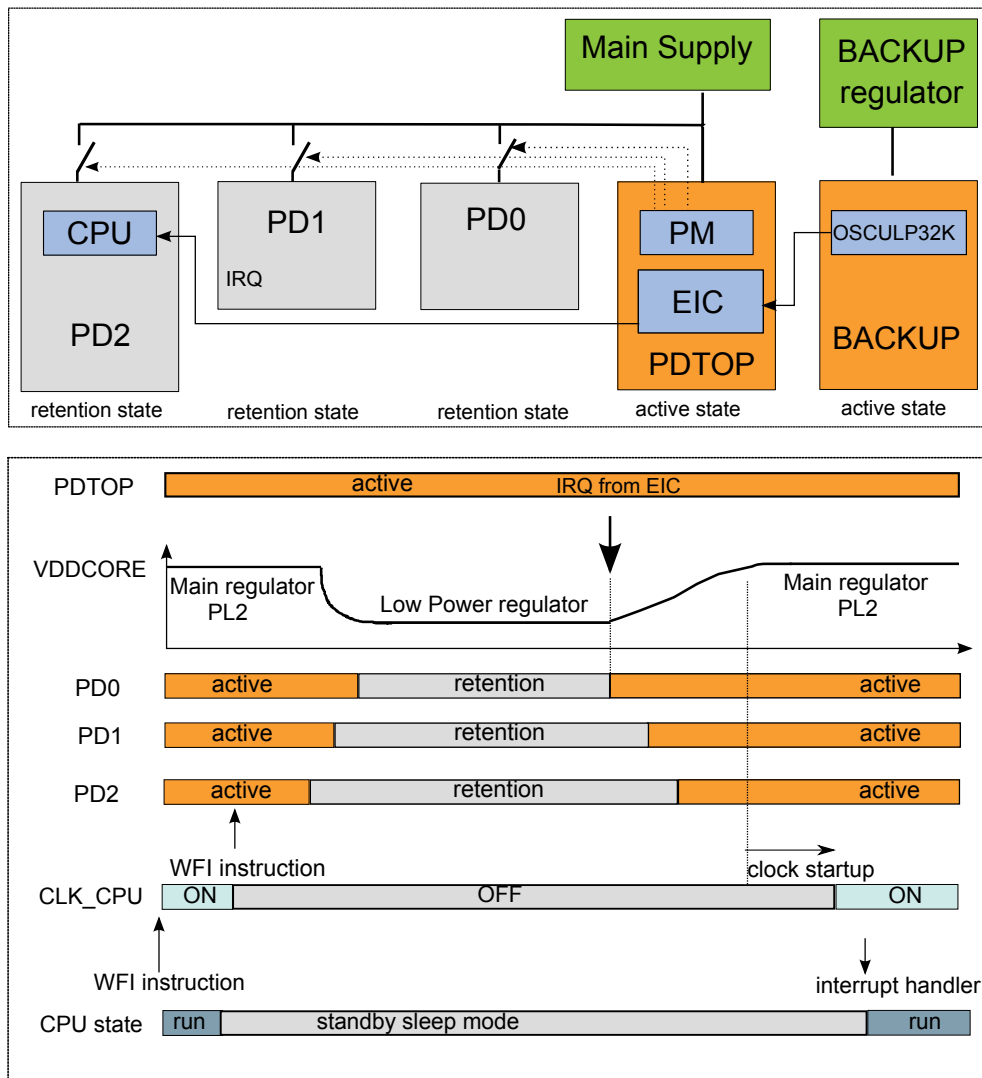 Main Supply
BACKUP
regulator
CPU
PD1
PD0
PM
OSCULP32K
IRQ
EIC
PD2
PDTOP
BACKUP
retention state
retention state
retention state
active state
active state
PDTOP
active
IRQ from EIC
VDDCORE
Main regulator
PL2
Low Power regulator
Main regulator
PL2
PD0
active
retention
active
PD1
active
retention
active
PD2
active
retention
active
WFI instruction
clock startup
CLK_CPU
ON
OFF
ON
WFI instruction
interrupt handler
CPU state
run
standby sleep mode
run